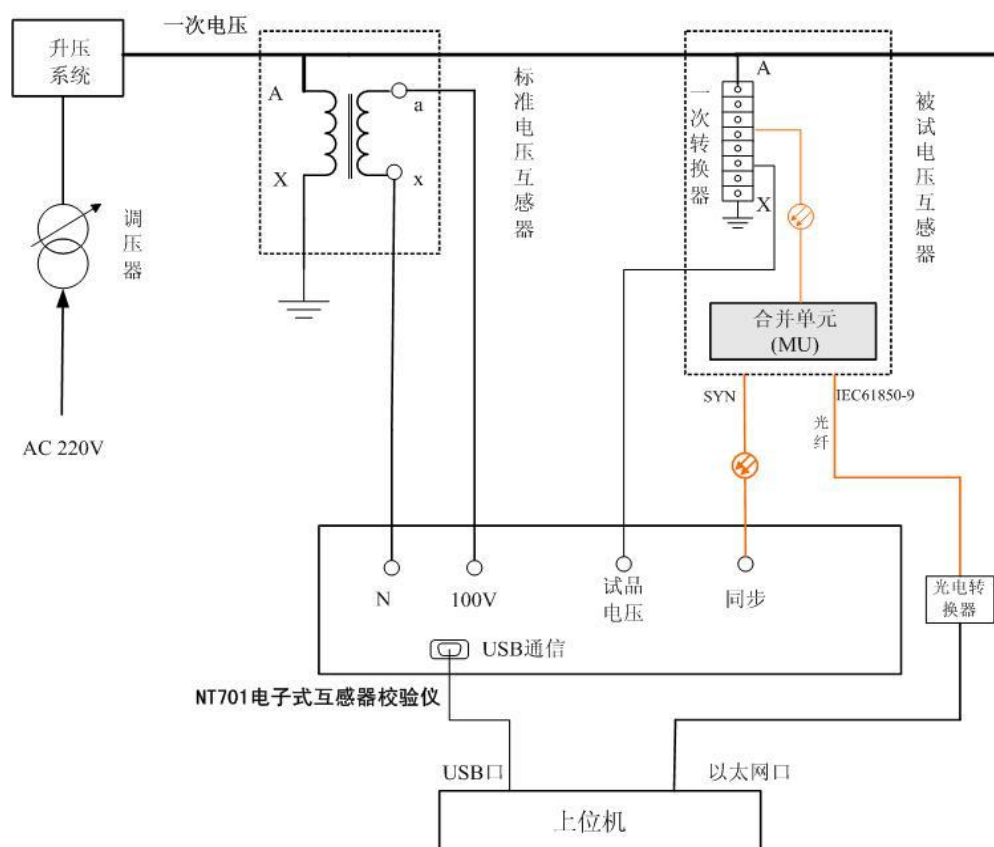 一次电压
升压
系统
A
X
a
x
标准电压互感器
A
一次转换器
X
被试电压互感器
调压器
合并单元
(MU)
SYN
IEC61850-9
光纤
AC 220V
N
100V
试品
电压
同步
光电转
换器
USB通信
NT701电子式互感器校验仪
USB口
以太网口
上位机